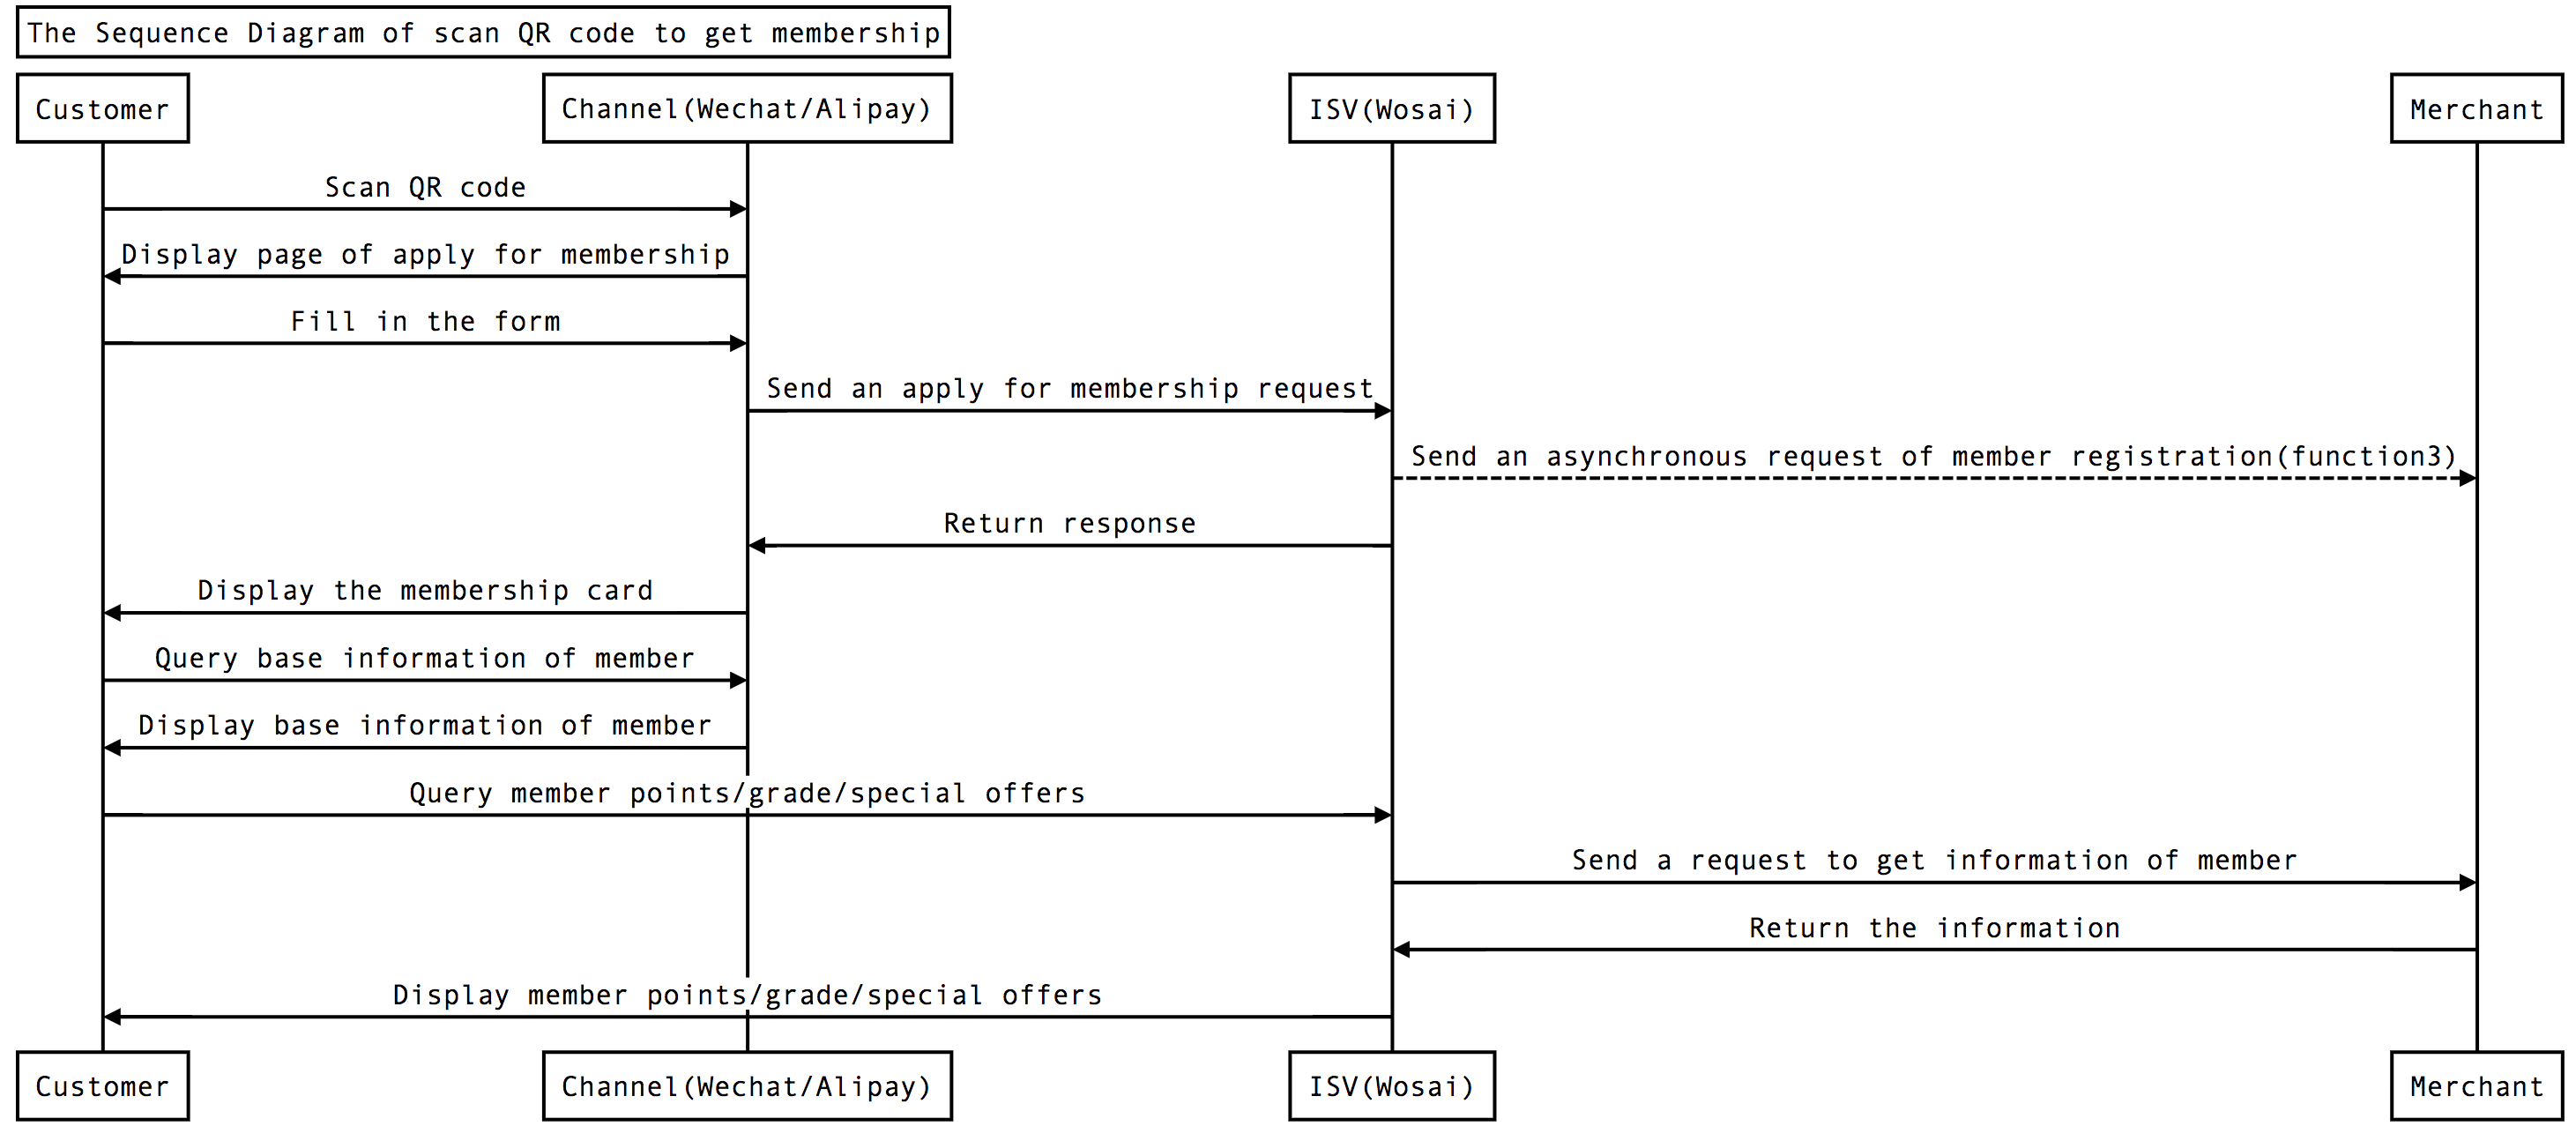 The Sequence Diagram of scan QR code to get membership
Customer
Channel(Wechat/Alipay)
ISV(Wosai)
Merchant
Scan QR code
Display page of apply for membership
Fill in the form
Send an apply for membership request
Send an asynchronous request of member registration(function3)
Return response
Display the membership card
Query base information of member
Display base information of member
Query member points/grade/special offers
Send a request to get information of member
Return the information
Display member points/grade/special offers
Customer
Channel(Wechat/Alipay)
ISV(Wosai)
Merchant